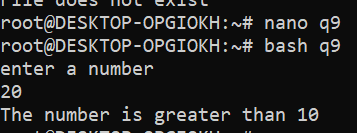 File does not exist
root@DESKTOP-OPGIOKH:~# nano q9
root@DESKTOP-OPGIOKH:~# bash q9
enter a number
20
The number is greater than 10